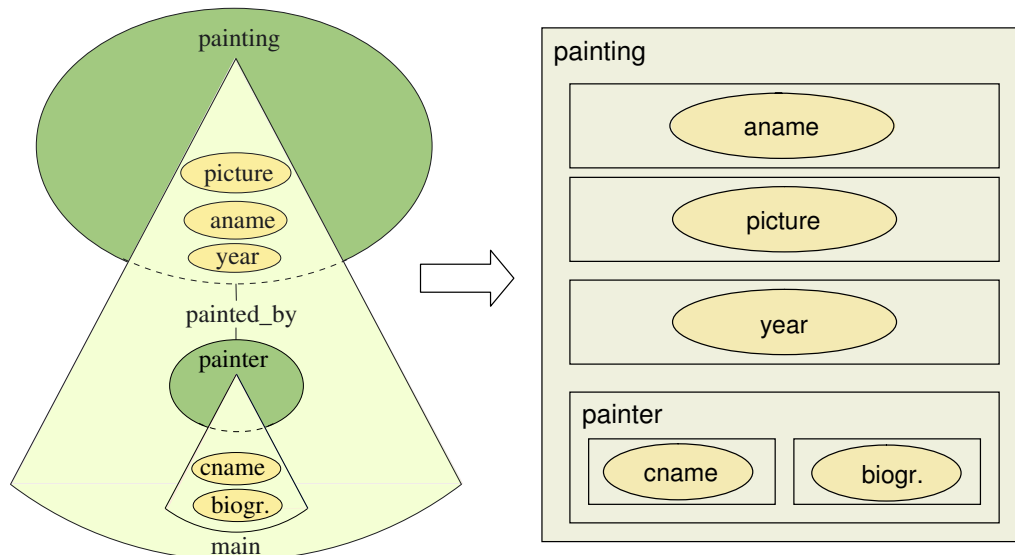 painting
picture
aname
year
painted_by
painter
cname
biogr.
main
painting
aname
picture
year
painter
cname
biogr.